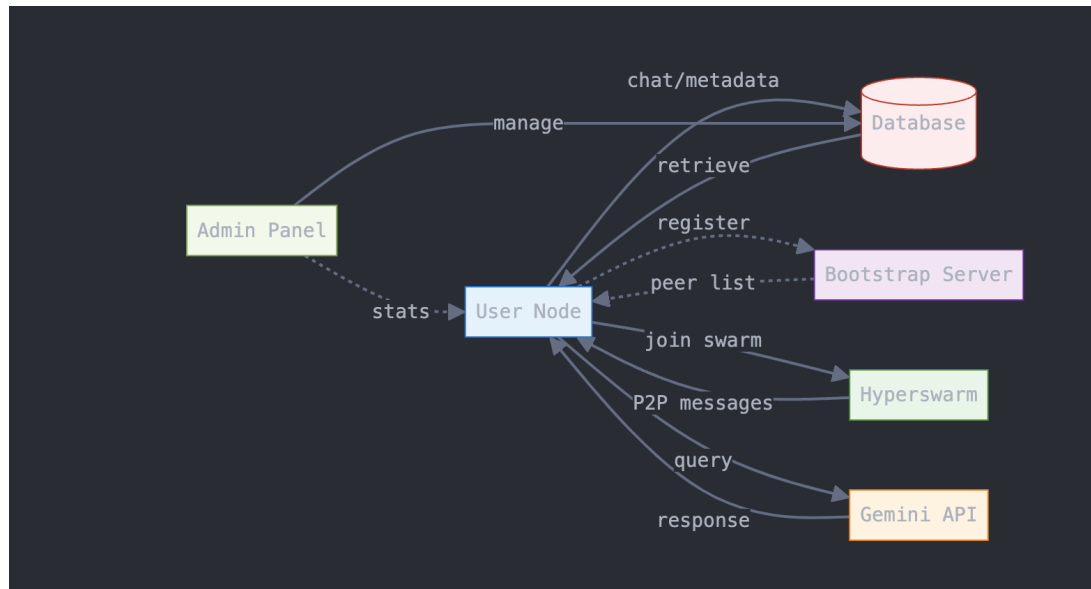 chat/metadata
Database
manage
retrieve
register
Admin Panel
Bootstrap Server
peer list
stats
User Node
join swarm
Hyperswarm
P2P messages
query
Gemini API
response